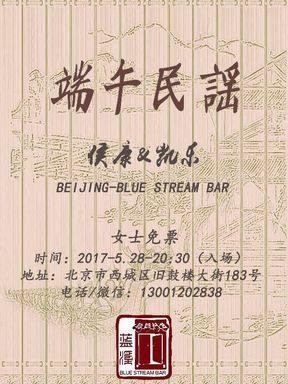 端午民謡
侯康&凯乐
BEIJING-BLUE STREAM BAR
女士免票
时间：2017-5.28-20:30（入场）
地址：北京市西城区旧鼓楼大街183号
电话/微信：13001202838
蓝溪
BLUE STREAM BAR